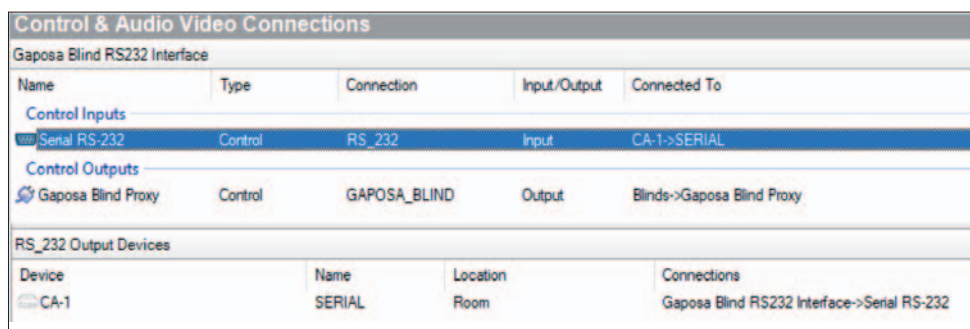 Control & Audio Video Connections
Gaposa Blind RS232 Interface
Name Type Connection Input/Output Connected To
Control Inputs
Serial RS-232 Control RS_232 Input CA-1->SERIAL
Control Outputs
Gaposa Blind Proxy Control GAPOSA_BLIND Output Blinds->Gaposa Blind Proxy
RS_232 Output Devices
Device Name Location Connections
CA-1 SERIAL Room Gaposa Blind RS232 Interface->Serial RS-232